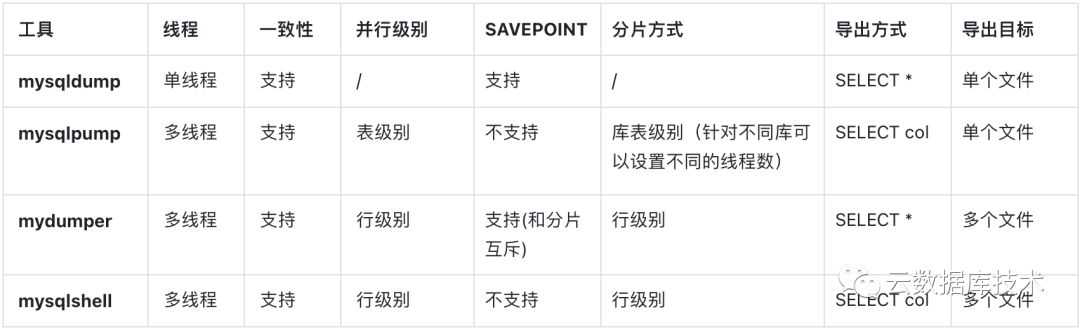 工具 线程 一致性 并行级别 SAVEPOINT 分片方式 导出方式 导出目标
mysqldump 单线程 支持 / 支持 / SELECT * 单个文件
mysqlpump 多线程 支持 表级别 不支持 库表级别（针对不同库可 SELECT col 单个文件
以设置不同的线程数）
mydumper 多线程 支持 行级别 支持(和分片 行级别 SELECT * 多个文件
互斥)
mysqlshell 多线程 支持 行级别 不支持 行级别 SELECT col 多个文件
云数据库技术